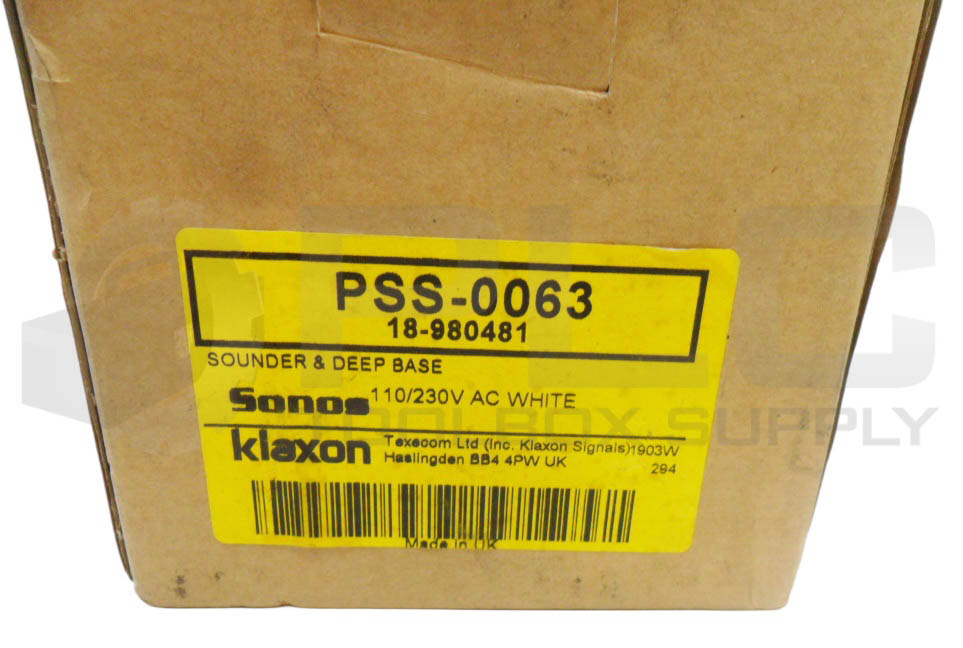 PSS-0063
18-980481
SOUNDER & DEEP BASE
Sonos 110/230V AC WHITE
klaxon Texecom Ltd (Inc. Klaxon Signals) 1903W
Haslingden BB4 4PW UK 294
Made in UK
PLC
TOOLBOX SUPPLY